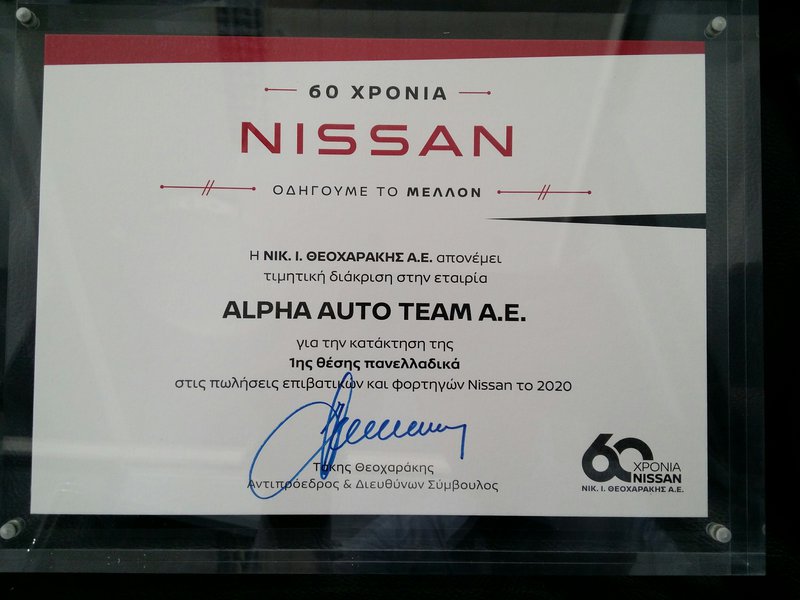 60 ΧΡΟΝΙΑ
NISSAN
ΟΔΗΓΟΥΜΕ ΤΟ ΜΕΛΛΟΝ
Η ΝΙΚ. Ι. ΘΕΟΧΑΡΑΚΗΣ Α.Ε. απονέμει
τιμητική διάκριση στην εταιρία
ALPHA AUTO TEAM A.E.
για την κατάκτηση της
1ης θέσης πανελλαδικά
στις πωλήσεις επιβατικών και φορτηγών Nissan το 2020
Τάκης Θεοχαράκης
Αντιπρόεδρος & Διευθύνων Σύμβουλος
60 ΧΡΟΝΙΑ
NISSAN
ΝΙΚ. Ι. ΘΕΟΧΑΡΑΚΗΣ Α.Ε.